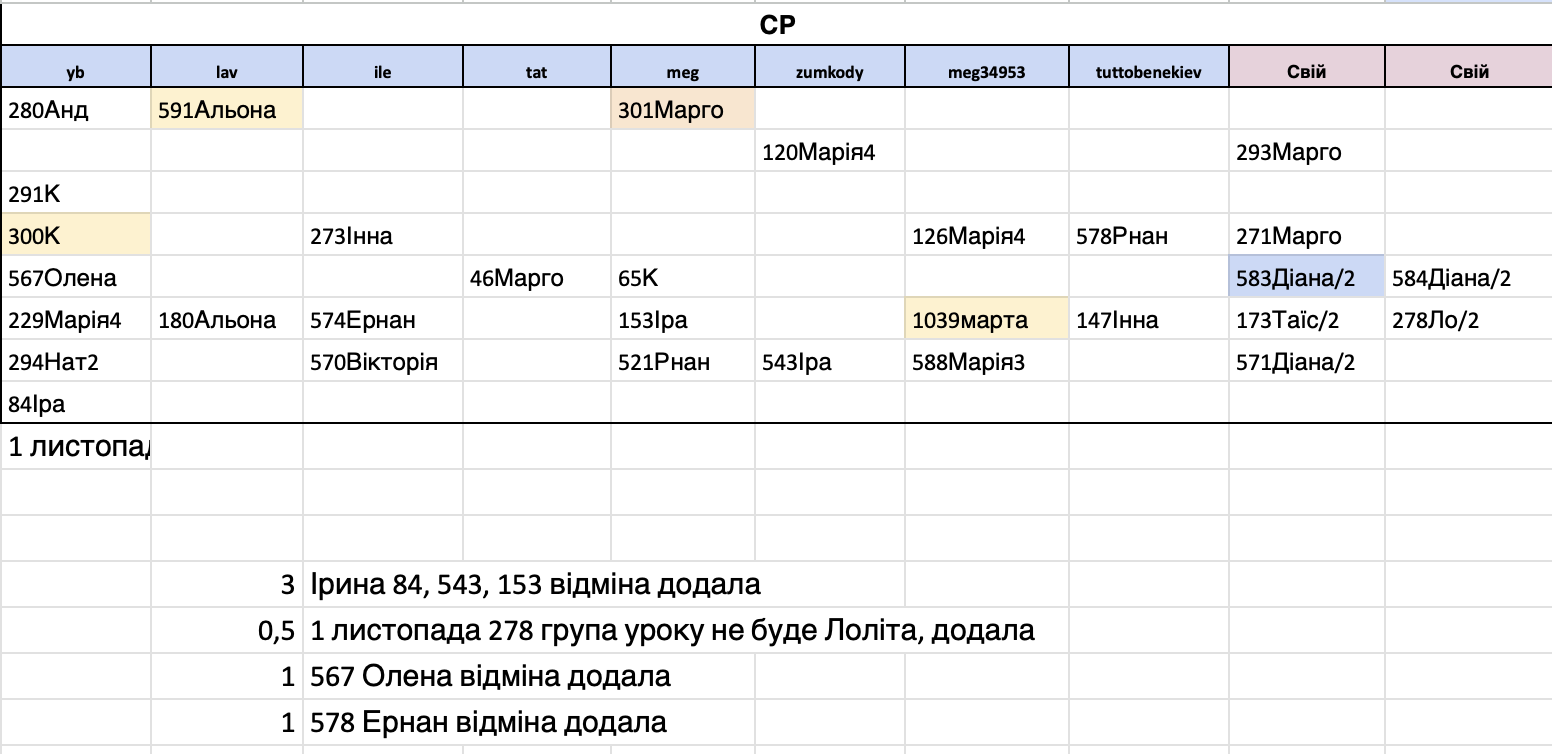 СР
yb lav ile tat meg zumkody meg34953 tuttobenekiev Свій Свій
280Анд 591Альона 301Марго
120Марія4 293Марго
291К
300К 273Інна 126Марія4 578Рнан 271Марго
567Олена 46Марго 65К 583Діана/2 584Діана/2
229Марія4 180Альона 574Ернан 153Іра 1039марта 147Інна 173Таїс/2 278Ло/2
294Нат2 570Вікторія 521Рнан 543Іра 588Марія3 571Діана/2
84Іра
1 листопад
3 Ірина 84, 543, 153 відміна додала
0,5 1 листопада 278 група уроку не буде Лоліта, додала
1 567 Олена відміна додала
1 578 Ернан відміна додала